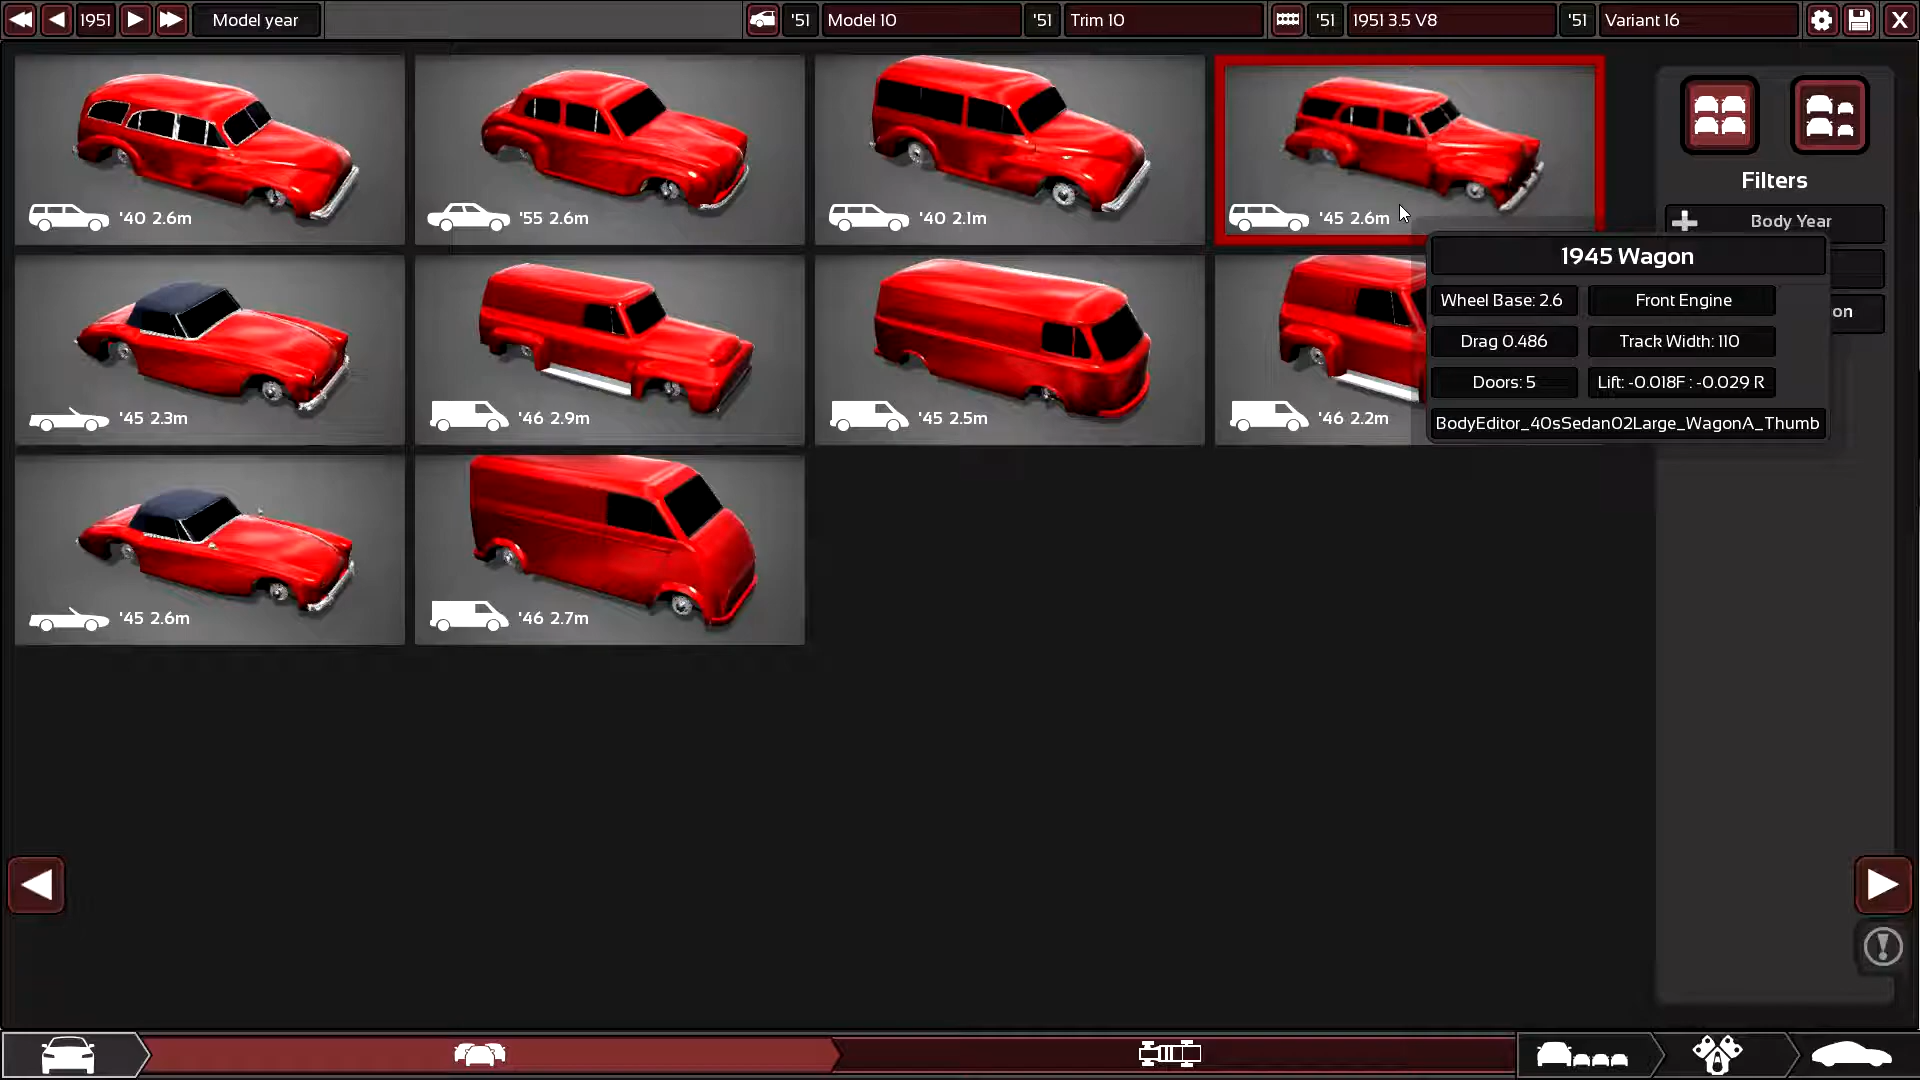 1951
Model year
'51
Model 10
'51
Trim 10
'51
1951 3.5 V8
'51
Variant 16
X
'40 2.6m
'55 2.6m
'40 2.1m
'45 2.6m
Filters
Body Year
1945 Wagon
Wheel Base: 2.6
Front Engine
on
Drag 0.486
Track Width: 110
Doors: 5
Lift: -0.018F : -0.029 R
BodyEditor_40sSedan02Large_WagonA_Thumb
'45 2.3m
'46 2.9m
'45 2.5m
'46 2.2m
'45 2.6m
'46 2.7m